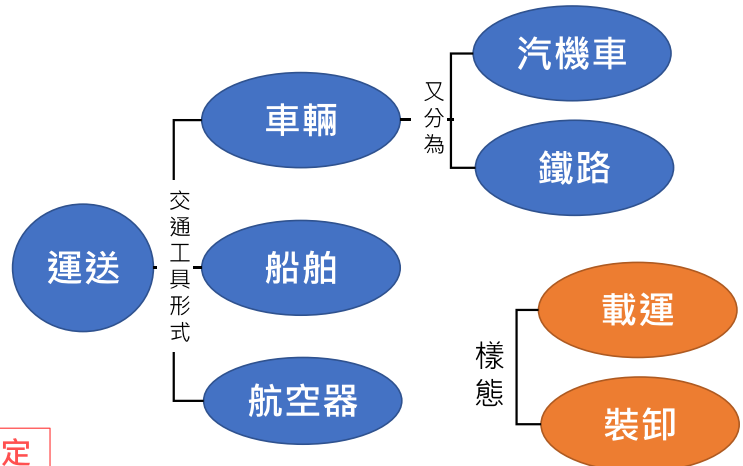 運送
交通工具形式
車輛
船舶
航空器
又分為
汽機車
鐵路
樣態
載運
裝卸
定